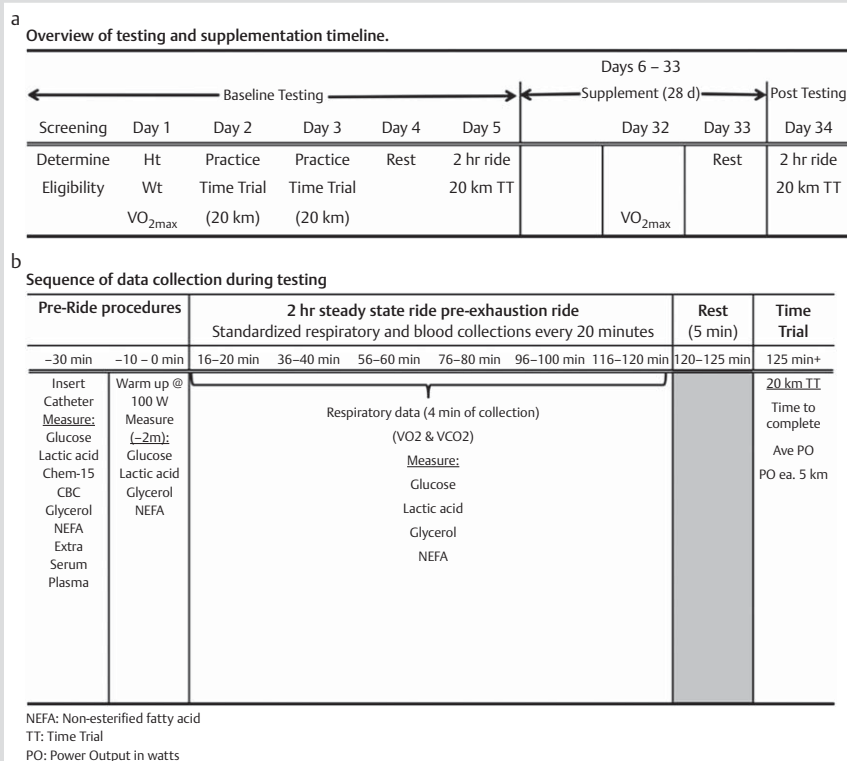 a
Overview of testing and supplementation timeline.
Days 6 – 33
Baseline Testing Supplement (28 d) Post Testing
Screening Day 1 Day 2 Day 3 Day 4 Day 5 Day 32 Day 33 Day 34
Determine Ht Practice Practice Rest 2 hr ride Rest 2 hr ride
Eligibility Wt Time Trial Time Trial 20 km TT 20 km TT
VO2max (20 km) (20 km) VO2max
b
Sequence of data collection during testing
Pre-Ride procedures 2 hr steady state ride pre-exhaustion ride Rest Time
Standardized respiratory and blood collections every 20 minutes (5 min) Trial
−30 min −10 – 0 min 16–20 min 36–40 min 56–60 min 76–80 min 96–100 min 116–120 min 120–125 min 125 min+
Insert
Catheter
Measure:
Glucose
Lactic acid
Chem-15
CBC
Glycerol
NEFA
Extra
Serum
Plasma
Warm up @
100 W
Measure
(−2m):
Glucose
Lactic acid
Glycerol
NEFA
Respiratory data (4 min of collection)
(VO2 & VCO2)
Measure:
Glucose
Lactic acid
Glycerol
NEFA
20 km TT
Time to
complete
Ave PO
PO ea. 5 km
NEFA: Non-esterified fatty acid
TT: Time Trial
PO: Power Output in watts